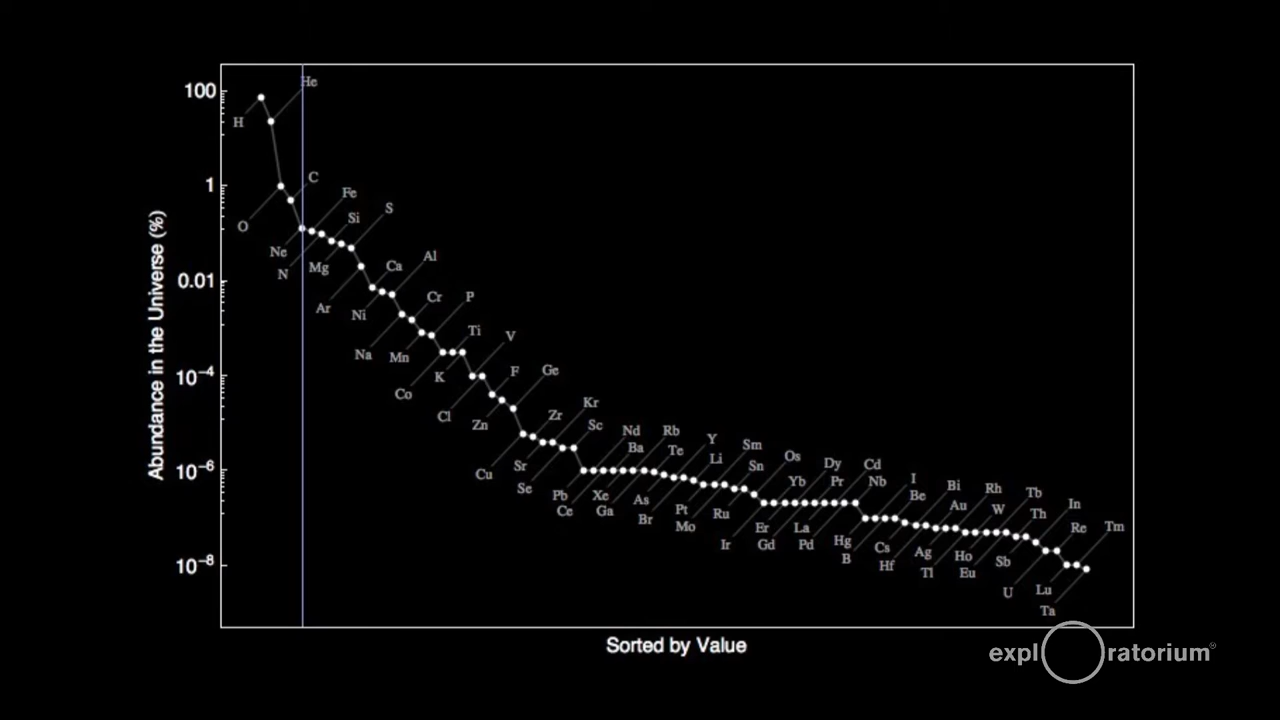 100
1
0.01
10−4
10−6
10−8
Abundance in the Universe (%)
H
He
O
C
Ne
N
Fe
Si
Mg
S
Ar
Ca
Ni
Al
Na
Cr
Mn
P
Co
K
Ti
Cl
V
Zn
F
Ge
Cu
Sr
Zr
Se
Kr
Sc
Pb
Ce
Nd
Ba
Xe
Ga
Rb
Te
As
Br
Y
Li
Pt
Mo
Sm
Sn
Ru
Ir
Os
Yb
Er
Gd
Dy
Pr
La
Pd
Cd
Nb
Hg
B
I
Be
Cs
Hf
Bi
Au
Ag
Tl
Rh
W
Ho
Eu
Tb
Th
Sb
U
In
Re
Lu
Ta
Tm
Sorted by Value
expl ratorium®